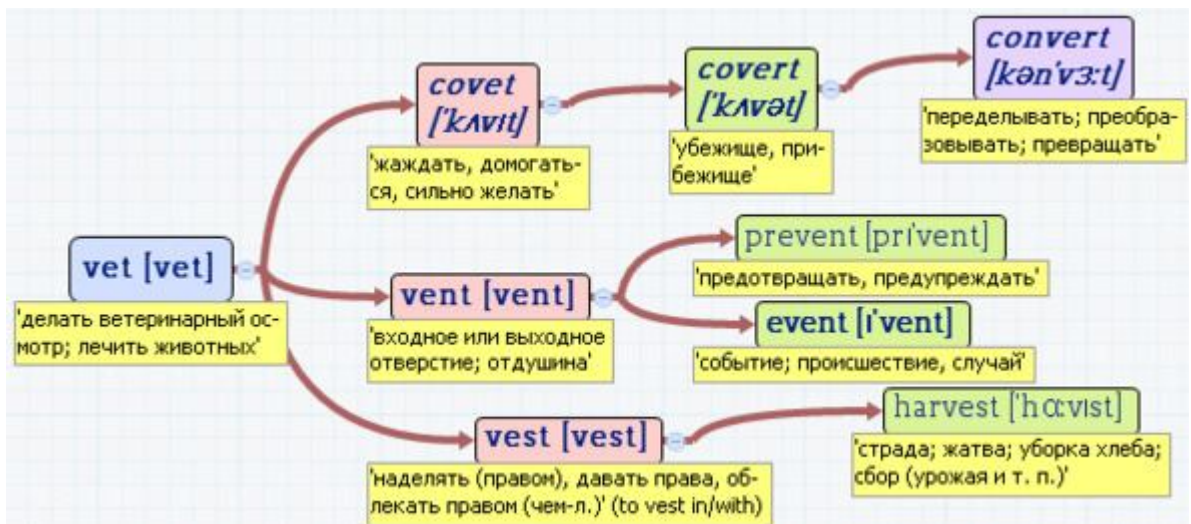 vet [vet]
'делать ветеринарный ос-
мотр; лечить животных'
covet
['kʌvɪt]
'жаждать, домогать-
ся, сильно желать'
covert
['kʌvət]
'убежище, при-
бежище'
convert
[kən'vɜ:t]
'переделывать; преобра-
зовывать; превращать'
vent [vent]
'входное или выходное
отверстие; отдушина'
prevent [prɪ'vent]
'предотвращать, предупреждать'
event [ɪ'vent]
'событие; происшествие, случай'
vest [vest]
'наделять (правом), давать права, об-
лекать правом (чем-л.)' (to vest in/with)
harvest ['hɑ:vɪst]
'страда; жатва; уборка хлеба;
сбор (урожая и т. п.)'